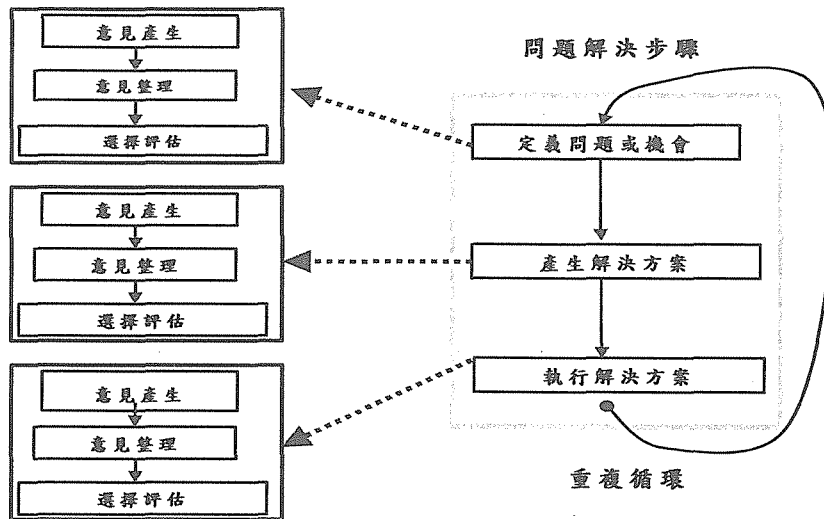 意見產生
意見整理
選擇評估
意見產生
意見整理
選擇評估
意見產生
意見整理
選擇評估
問題解決步驟
定義問題或機會
產生解決方案
執行解決方案
重複循環